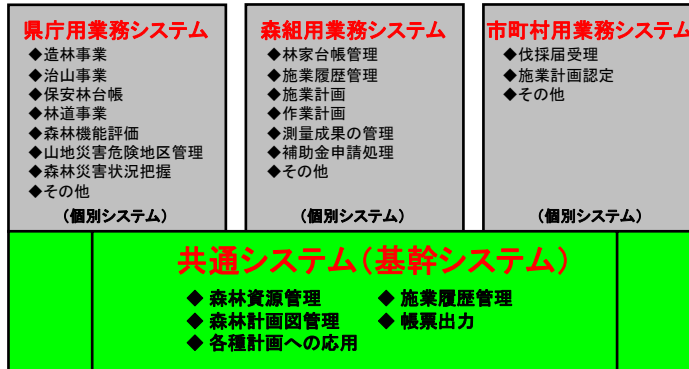 県庁用業務システム
◆造林事業
◆治山事業
◆保安林台帳
◆林道事業
◆森林機能評価
◆山地災害危険地区管理
◆森林災害状況把握
◆その他
(個別システム)
森組用業務システム
◆林家台帳管理
◆施業履歴管理
◆施業計画
◆作業計画
◆測量成果の管理
◆補助金申請処理
◆その他
(個別システム)
市町村用業務システム
◆伐採届受理
◆施業計画認定
◆その他
(個別システム)
共通システム(基幹システム)
◆ 森林資源管理
◆ 森林計画図管理
◆ 各種計画への応用
◆ 施業履歴管理
◆ 帳票出力